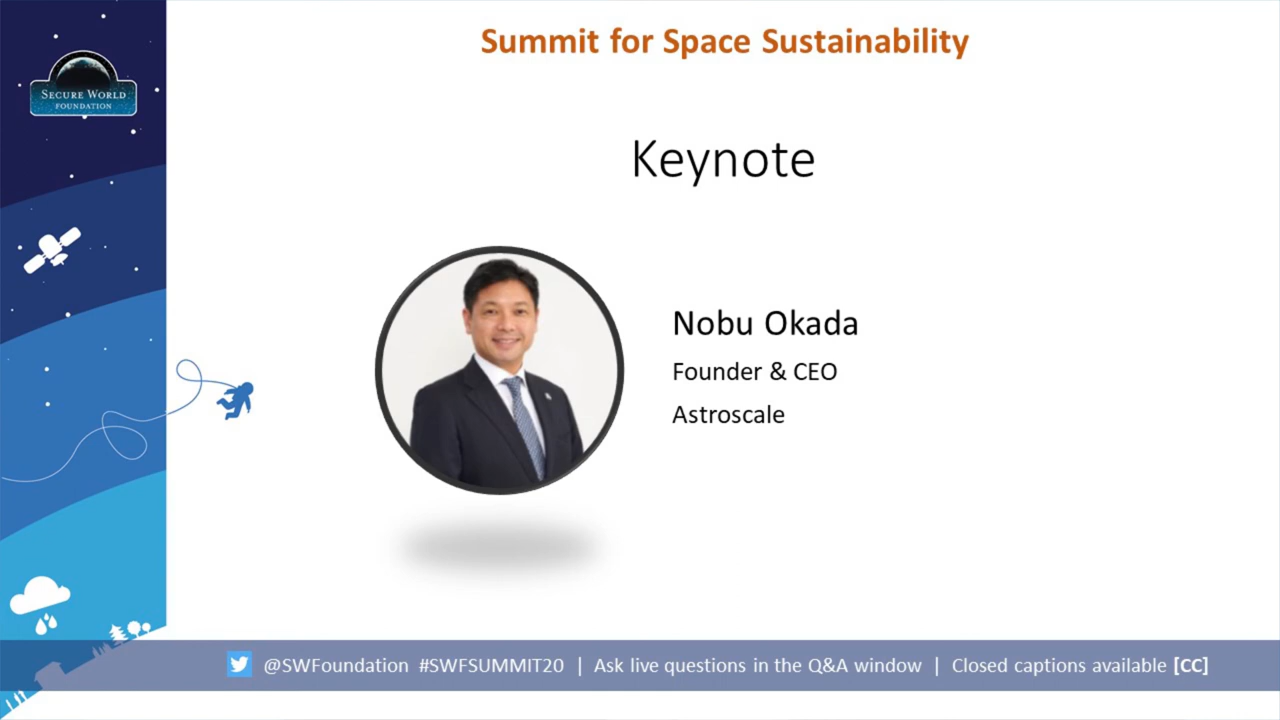 Summit for Space Sustainability
SECURE WORLD
FOUNDATION
Keynote
Nobu Okada
Founder & CEO
Astroscale
@SWFoundation #SWFSUMMIT20 | Ask live questions in the Q&A window | Closed captions available [CC]